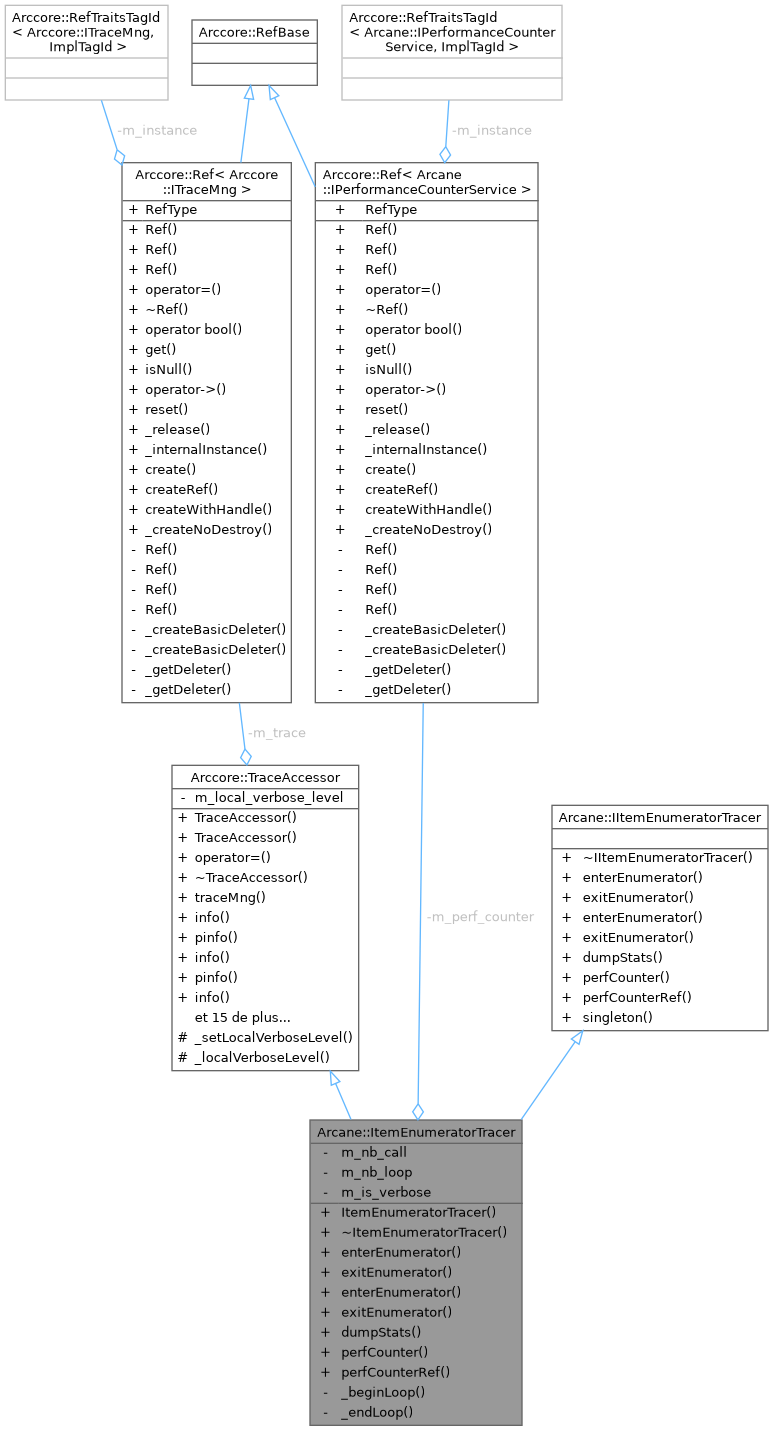 Arccore::RefTraitsTagId
< Arccore::ITraceMng,
ImplTagId >
Arccore::RefBase
Arccore::RefTraitsTagId
< Arcane::IPerformanceCounter
Service, ImplTagId >
-m_instance
-m_instance
Arccore::Ref< Arccore
::ITraceMng >
+ RefType
+ Ref()
+ Ref()
+ Ref()
+ operator=()
+ ~Ref()
+ operator bool()
+ get()
+ isNull()
+ operator->()
+ reset()
+ _release()
+ _internalInstance()
+ create()
+ createRef()
+ createWithHandle()
+ _createNoDestroy()
- Ref()
- Ref()
- Ref()
- Ref()
- _createBasicDeleter()
- _createBasicDeleter()
- _getDeleter()
- _getDeleter()
Arccore::Ref< Arcane
::IPerformanceCounterService >
+ RefType
+ Ref()
+ Ref()
+ Ref()
+ operator=()
+ ~Ref()
+ operator bool()
+ get()
+ isNull()
+ operator->()
+ reset()
+ _release()
+ _internalInstance()
+ create()
+ createRef()
+ createWithHandle()
+ _createNoDestroy()
- Ref()
- Ref()
- Ref()
- Ref()
- _createBasicDeleter()
- _createBasicDeleter()
- _getDeleter()
- _getDeleter()
-m_trace
Arccore::TraceAccessor
- m_local_verbose_level
+ TraceAccessor()
+ TraceAccessor()
+ operator=()
+ ~TraceAccessor()
+ traceMng()
+ info()
+ pinfo()
+ info()
+ pinfo()
+ info()
et 15 de plus...
# _setLocalVerboseLevel()
# _localVerboseLevel()
-m_perf_counter
Arcane::IItemEnumeratorTracer
+ ~IItemEnumeratorTracer()
+ enterEnumerator()
+ exitEnumerator()
+ enterEnumerator()
+ exitEnumerator()
+ dumpStats()
+ perfCounter()
+ perfCounterRef()
+ singleton()
Arcane::ItemEnumeratorTracer
- m_nb_call
- m_nb_loop
- m_is_verbose
+ ItemEnumeratorTracer()
+ ~ItemEnumeratorTracer()
+ enterEnumerator()
+ exitEnumerator()
+ enterEnumerator()
+ exitEnumerator()
+ dumpStats()
+ perfCounter()
+ perfCounterRef()
- _beginLoop()
- _endLoop()